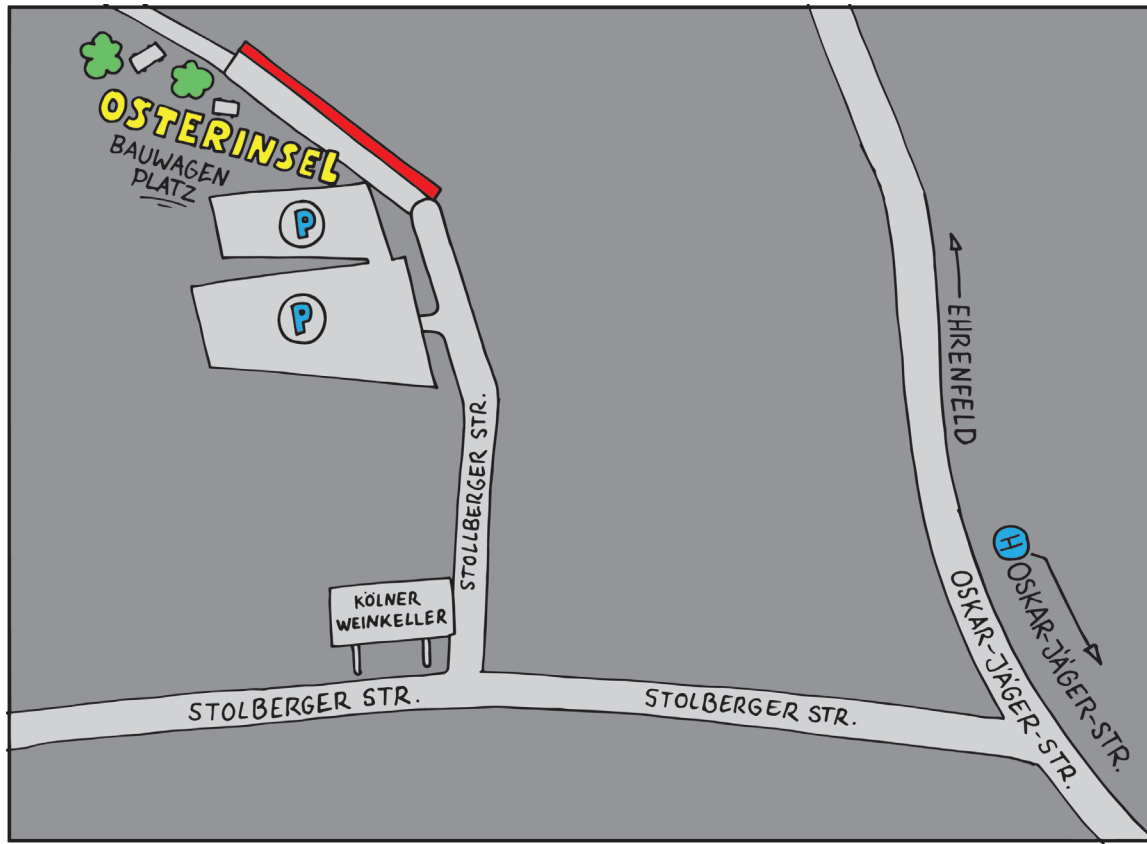 OSTERINSEL
BAUWAGEN
PLATZ
P
P
EHRENFELD
STOLLBERGER STR.
H
OSKAR-JÄGER-STR.
OSKAR-JÄGER-STR.
KÖLNER
WEINKELLER
STOLBERGER STR.
STOLBERGER STR.